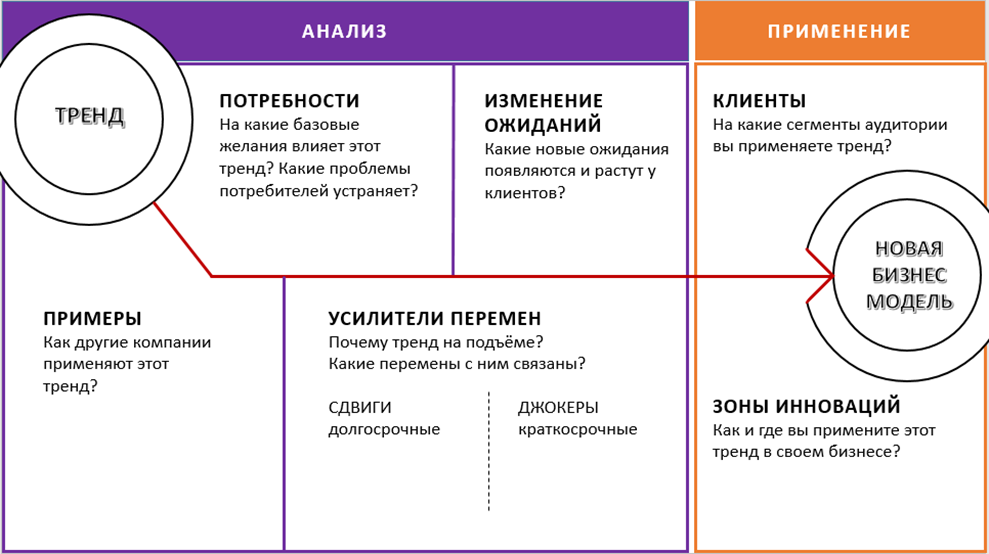 АНАЛИЗ
ПРИМЕНЕНИЕ
ТРЕНД
ПОТРЕБНОСТИ
На какие базовые
желания влияет этот
тренд? Какие проблемы
потребителей устраняет?
ИЗМЕНЕНИЕ
ОЖИДАНИЙ
Какие новые ожидания
появляются и растут у
клиентов?
КЛИЕНТЫ
На какие сегменты аудитории
вы применяете тренд?
НОВАЯ
БИЗНЕС
МОДЕЛЬ
ПРИМЕРЫ
Как другие компании
применяют этот
тренд?
УСИЛИТЕЛИ ПЕРЕМЕН
Почему тренд на подъёме?
Какие перемены с ним связаны?
СДВИГИ
долгосрочные
ДЖОКЕРЫ
краткосрочные
ЗОНЫ ИННОВАЦИЙ
Как и где вы примените этот
тренд в своем бизнесе?